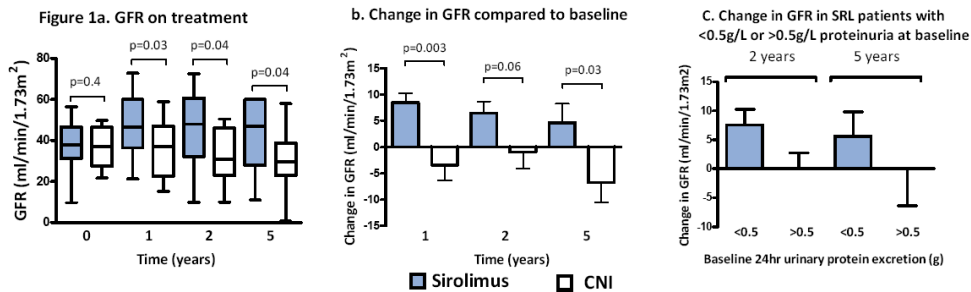 Figure 1a. GFR on treatment
GFR (ml/min/1.73m²)
80
60
40
20
0
p=0.4
p=0.03
p=0.04
p=0.04
0 1 2 5
Time (years)
b. Change in GFR compared to baseline
Change in GFR (ml/min/1.73m²)
15
10
5
0
-5
-10
-15
p=0.003
p=0.06
p=0.03
1 2 5
Time (years)
Sirolimus CNI
C. Change in GFR in SRL patients with
<0.5g/L or >0.5g/L proteinuria at baseline
2 years 5 years
Change in GFR (ml/min/1.73m2)
15
10
5
0
-5
-10
<0.5 >0.5 <0.5 >0.5
Baseline 24hr urinary protein excretion (g)